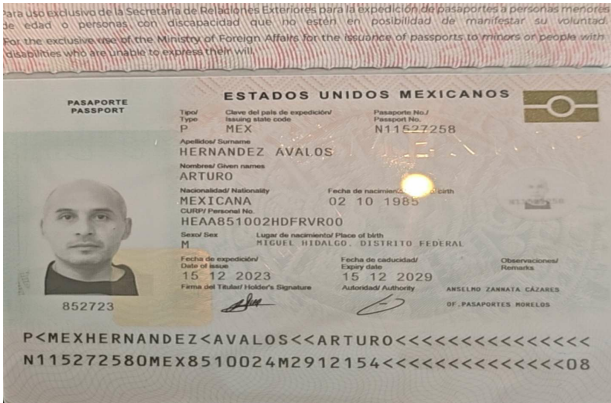 Para uso exclusivo de la Secretaría de Relaciones Exteriores para la expedición de pasaportes a personas menores
de edad o personas con discapacidad que no estén en posibilidad de manifestar su voluntad.
For the exclusive use of the Ministry of Foreign Affairs for the issuance of passports to minors or people with
disabilities who are unable to express their will.
PASAPORTE
PASSPORT
ESTADOS UNIDOS MEXICANOS
Tipo/ Clave del país de expedición/ Pasaporte No./
Type Issuing state code Passport No.
P MEX N11527258
Apellidos/ Surname
HERNANDEZ AVALOS
Nombres/ Given names
ARTURO
Nacionalidad/ Nationality Fecha de nacimiento/ birth
MEXICANA 02 10 1985
CURP/ Personal No.
HEAA851002HDFRVR00
Sexo/ Sex Lugar de nacimiento/ Place of birth
M MIGUEL HIDALGO, DISTRITO FEDERAL
Fecha de expedición/ Fecha de caducidad/ Observaciones/
Date of issue Expiry date Remarks
15 12 2023 15 12 2029
Firma del Titular/ Holder's Signature Autoridad/ Authority ANSELMO ZANNATA CÁZARES
OF.PASAPORTES MORELOS
852723
P<MEXHERNANDEZ<AVALOS<<ARTURO<<<<<<<<<<<<<<<
N115272580MEX8510024M2912154<<<<<<<<<<<<<<08